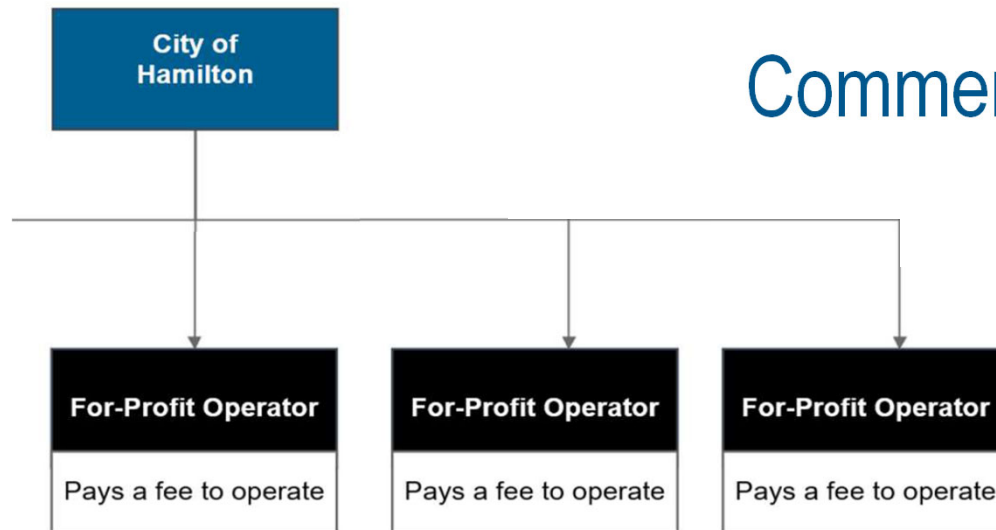 City of
Hamilton
Commer
For-Profit Operator For-Profit Operator For-Profit Operator
Pays a fee to operate Pays a fee to operate Pays a fee to operate